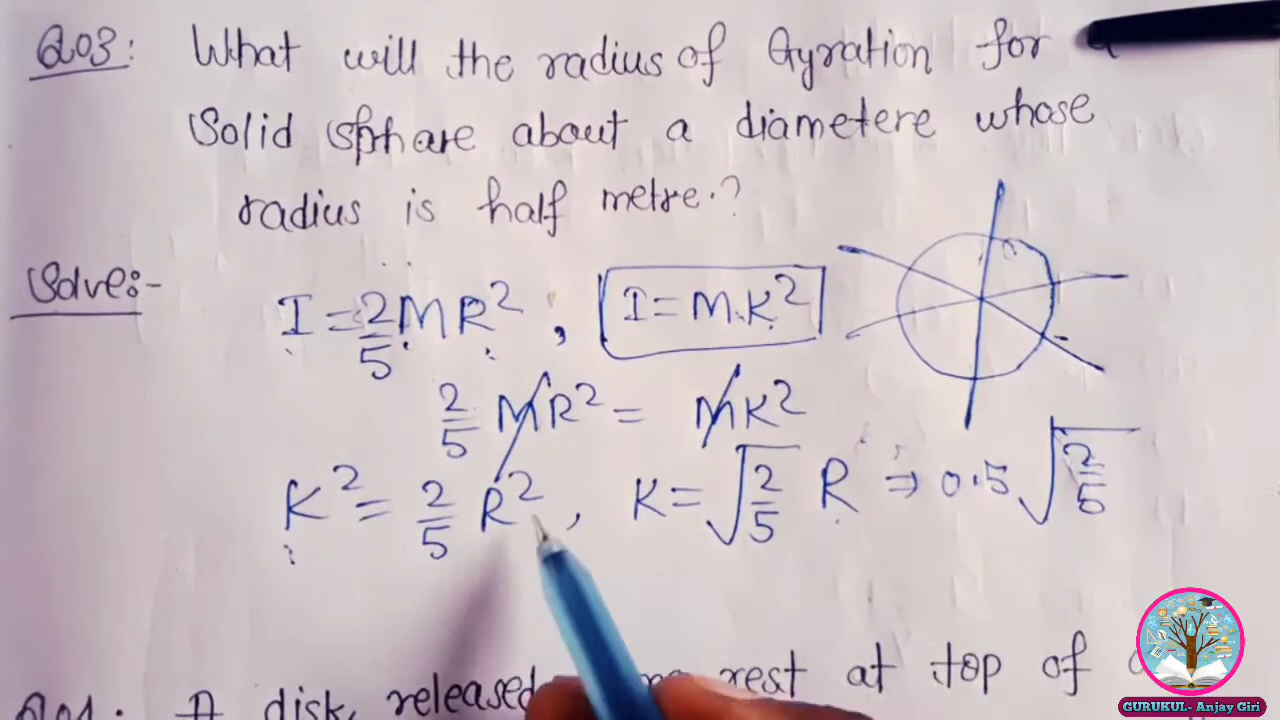 Q03: What will the radius of Gyration for a
Solid sphare about a diametere whose
radius is half metre.?
Solve:-
I = 2/5 MR² , I = M.K²
2/5 MR² = MK²
K² = 2/5 R² , K = √2/5 R ⇒ 0.5 √2/5
A disk released rest at top of
GURUKUL- Anjay Giri